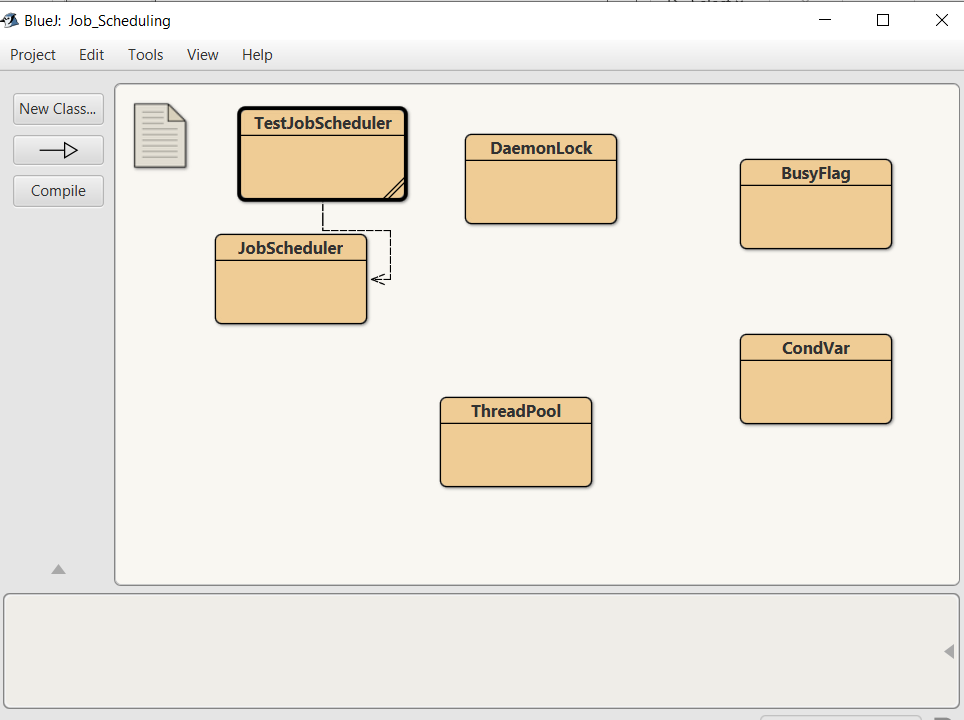 BlueJ: Job_Scheduling
Project Edit Tools View Help
New Class...
Compile
TestJobScheduler
DaemonLock
BusyFlag
JobScheduler
CondVar
ThreadPool